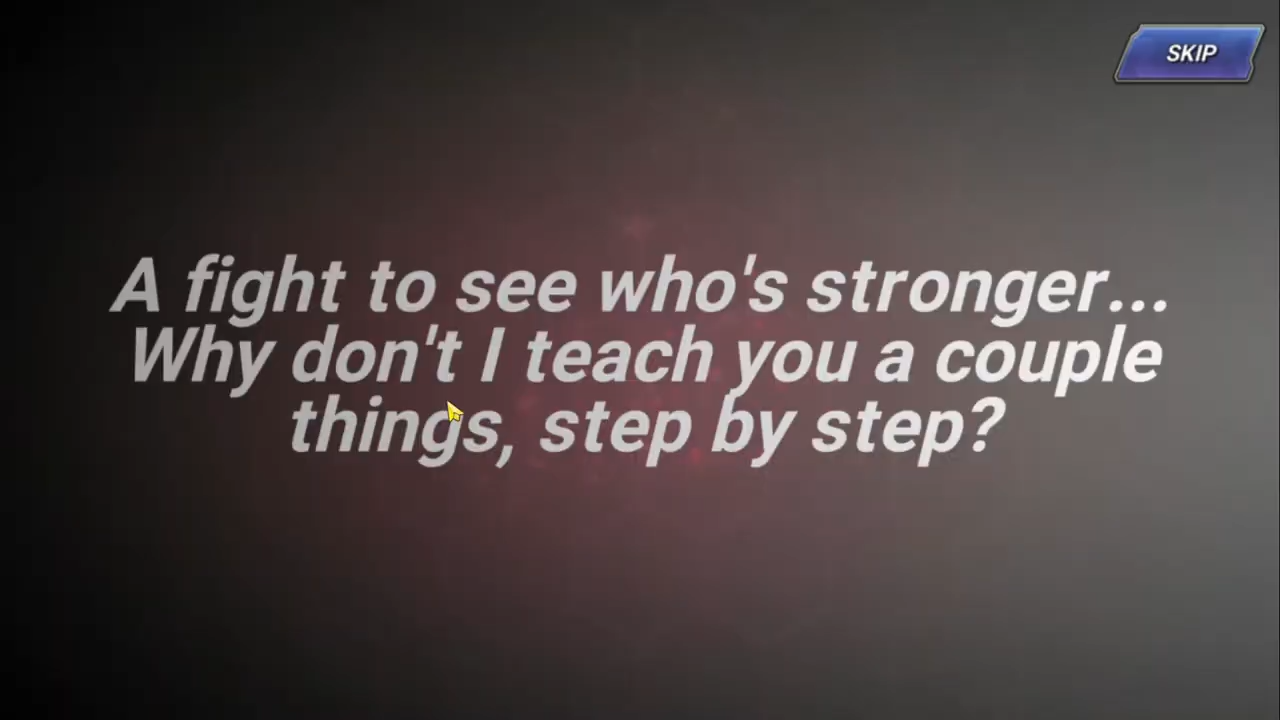 SKIP
A fight to see who's stronger...
Why don't I teach you a couple
things, step by step?